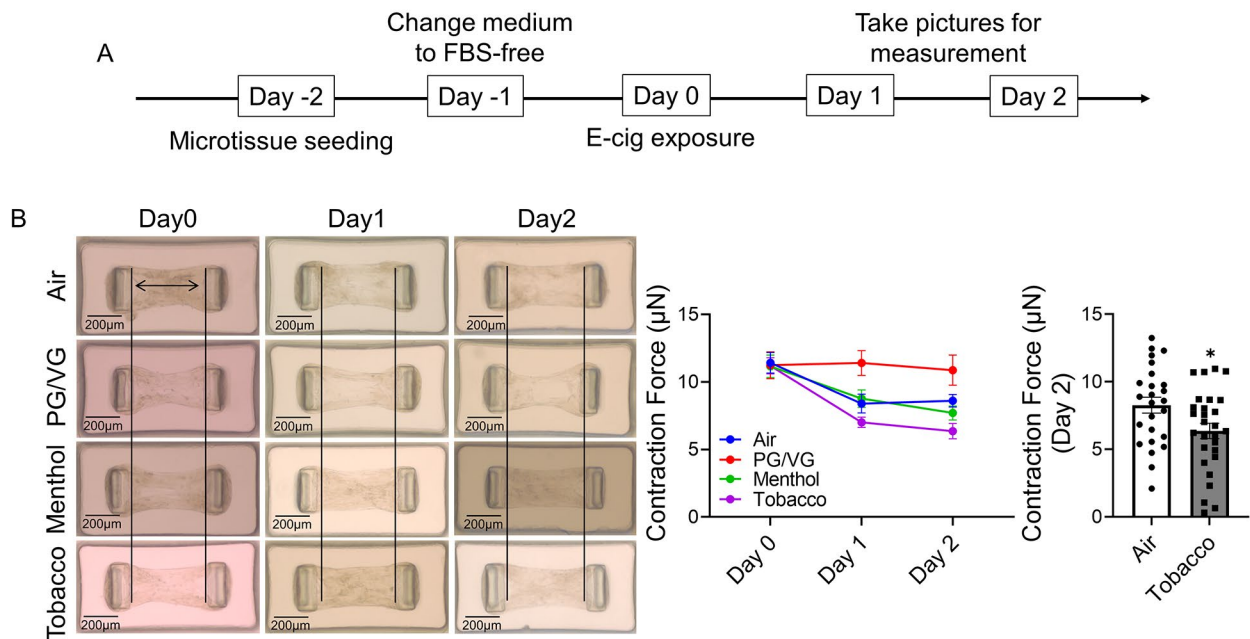 A
Change medium
to FBS-free
Take pictures for
measurement
Day -2
Day -1
Day 0
Day 1
Day 2
Microtissue seeding
E-cig exposure
B
Day0
Day1
Day2
Air
200µm
200µm
200µm
PG/VG
200µm
200µm
200µm
Menthol
200µm
200µm
200µm
Tobacco
200µm
200µm
200µm
Contraction Force (µN)
15
10
5
0
Air
PG/VG
Menthol
Tobacco
Day 0
Day 1
Day 2
Contraction Force (µN)
(Day 2)
15
10
5
0
*
Air
Tobacco